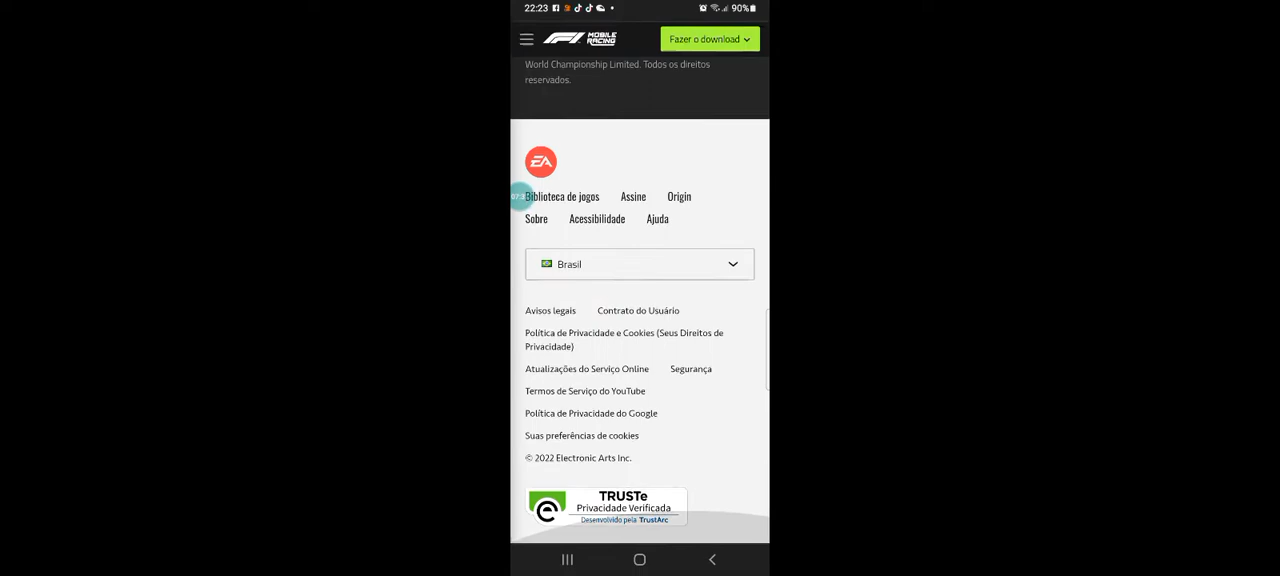 22:23 90%
F1 MOBILE RACING Fazer o download
World Championship Limited. Todos os direitos
reservados.
EA
Biblioteca de jogos Assine Origin
Sobre Acessibilidade Ajuda
Brasil
Avisos legais Contrato do Usuário
Política de Privacidade e Cookies (Seus Direitos de
Privacidade)
Atualizações do Serviço Online Segurança
Termos de Serviço do YouTube
Política de Privacidade do Google
Suas preferências de cookies
© 2022 Electronic Arts Inc.
TRUSTe
Privacidade Verificada
Desenvolvido pela TrustArc